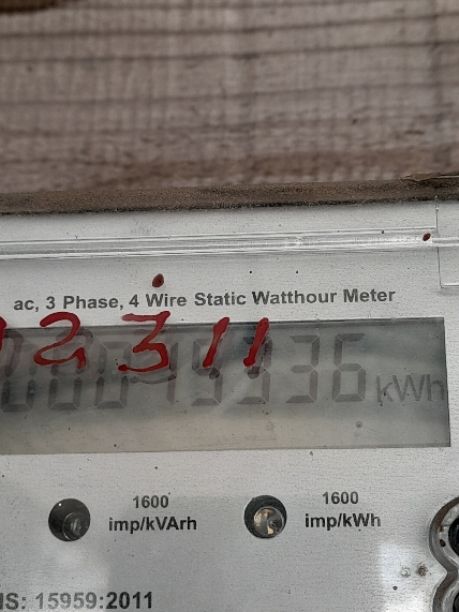 ac, 3 Phase, 4 Wire Static Watthour Meter
2311
kWh
1600 1600
imp/kVArh imp/kWh
IS: 15959:2011